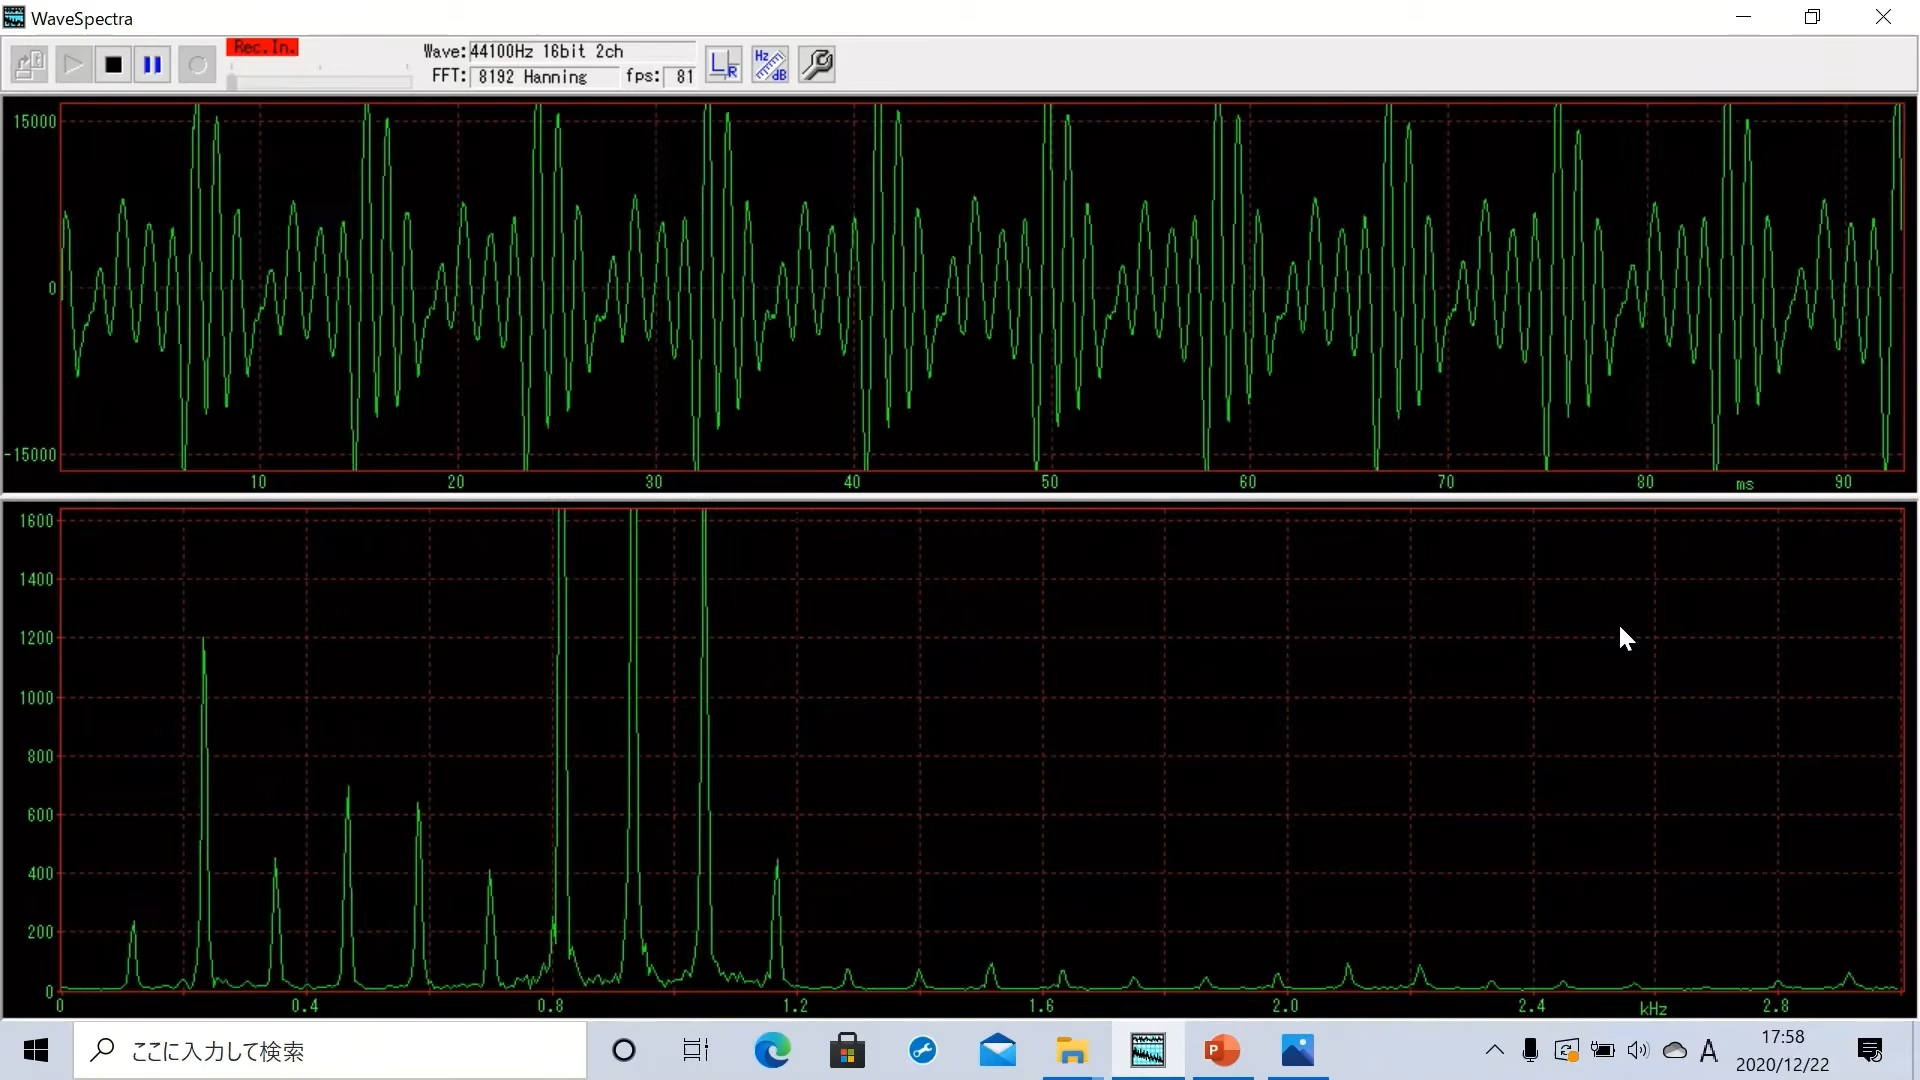 WaveSpectra
Rec.In.
Wave: 44100Hz 16bit 2ch
FFT: 8192 Hanning fps: 81
LR
Hz dB
15000
0
-15000
10 20 30 40 50 60 70 80 ms 90
1600
1400
1200
1000
800
600
400
200
0
0 0.4 0.8 1.2 1.6 2.0 2.4 kHz 2.8
ここに入力して検索
P
A
17:58
2020/12/22